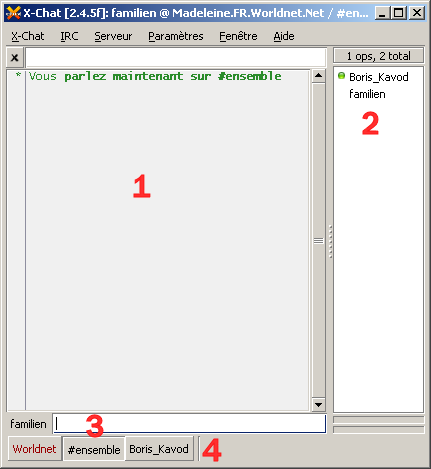 X-Chat [2.4.5f]: familien @ Madeleine.FR.Worldnet.Net / #en...
X-Chat IRC Serveur Paramètres Fenêtre Aide
1 ops, 2 total
* Vous parlez maintenant sur #ensemble
Boris_Kavod
familien
2
1
familien
3
Worldnet #ensemble Boris_Kavod
4